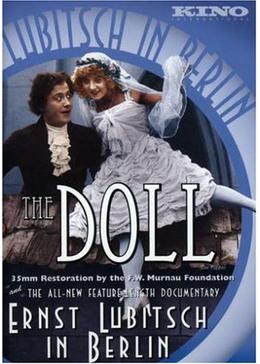 KINO
INTERNATIONAL
LUBITSCH IN BERLIN
THE DOLL
35mm Restoration by the F.W. Murnau Foundation
and THE ALL-NEW FEATURE-LENGTH DOCUMENTARY
ERNST LUBITSCH
IN BERLIN